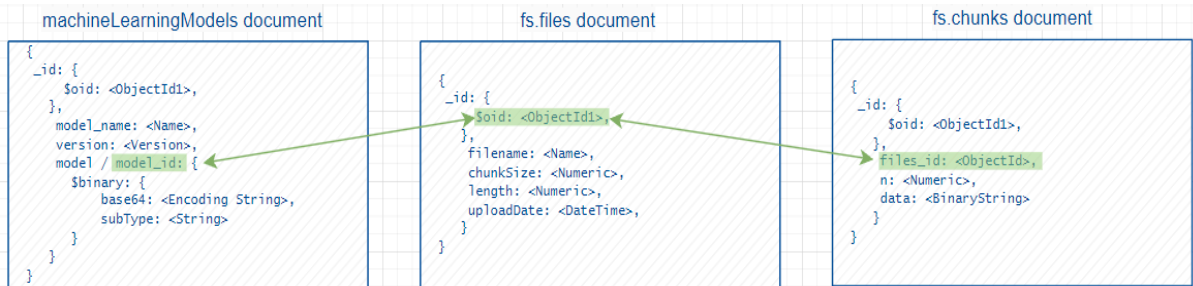 machineLearningModels document
{
_id: {
$oid: <ObjectId1>,
},
model_name: <Name>,
version: <Version>,
model / model_id: {
$binary: {
base64: <Encoding String>,
subType: <String>
}
}
}
fs.files document
{
_id: {
$oid: <ObjectId1>,
},
filename: <Name>,
chunkSize: <Numeric>,
length: <Numeric>,
uploadDate: <DateTime>,
}
}
fs.chunks document
{
_id: {
$oid: <ObjectId1>,
},
files_id: <ObjectId>,
n: <Numeric>,
data: <BinaryString>
}
}